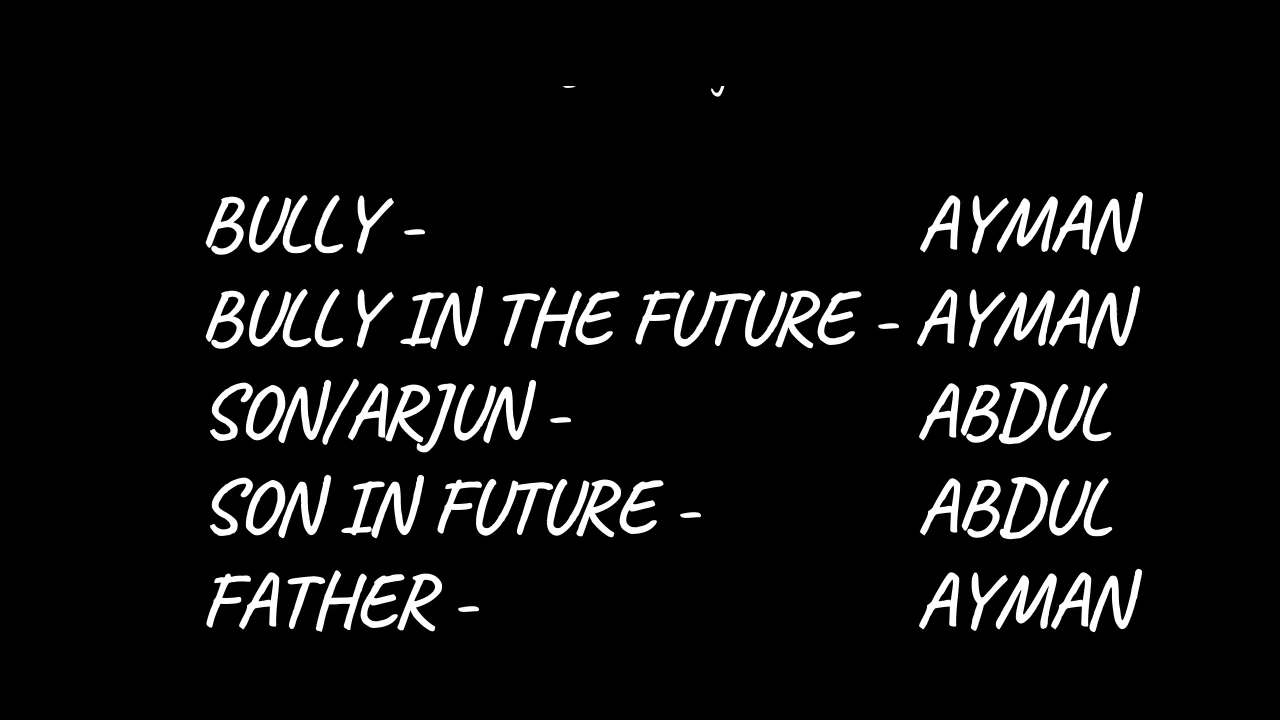 BULLY - AYMAN
BULLY IN THE FUTURE - AYMAN
SON/ARJUN - ABDUL
SON IN FUTURE - ABDUL
FATHER - AYMAN